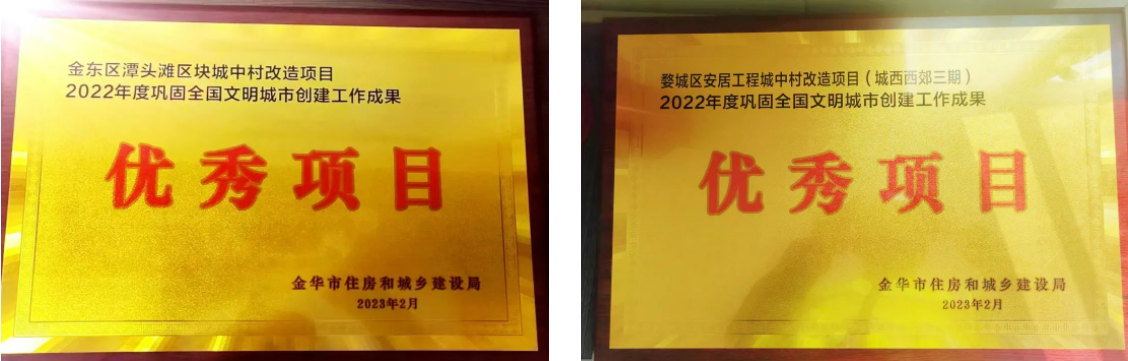 金东区潭头滩区块城中村改造项目
2022年度巩固全国文明城市创建工作成果
优秀项目
金华市住房和城乡建设局
2023年2月
婺城区安居工程城中村改造项目（城西西郊三期）
2022年度巩固全国文明城市创建工作成果
优秀项目
金华市住房和城乡建设局
2023年2月